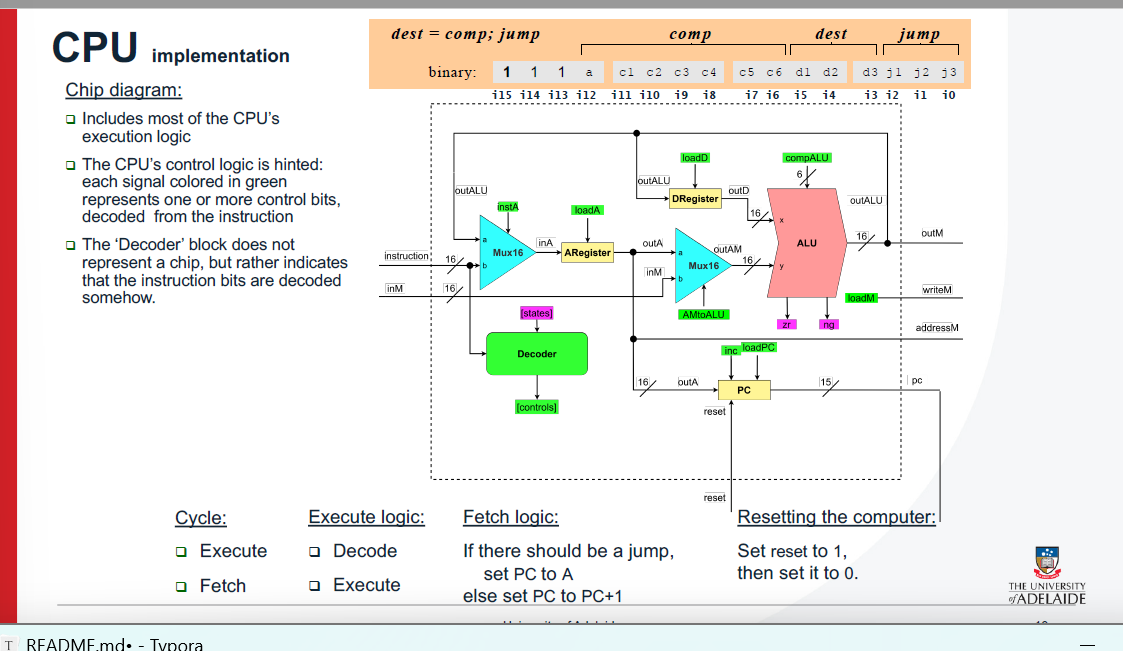 CPU implementation
dest = comp; jump
comp
dest
jump
binary:
1 1 1 a c1 c2 c3 c4 c5 c6 d1 d2 d3 j1 j2 j3
i15 i14 i13 i12 i11 i10 i9 i8 i7 i6 i5 i4 i3 i2 i1 i0
Chip diagram:
Includes most of the CPU’s
execution logic
The CPU’s control logic is hinted:
each signal colored in green
represents one or more control bits,
decoded from the instruction
The ‘Decoder’ block does not
represent a chip, but rather indicates
that the instruction bits are decoded
somehow.
loadD
compALU
6
outALU
outALU
DRegister
outD
outALU
instA
loadA
16
x
a
Mux16
b
inA
ARegister
outA
a
Mux16
b
outAM
16
ALU
y
16
outM
instruction
16
inM
inM
16
AMtoALU
loadM
writeM
zr
ng
addressM
[states]
Decoder
[controls]
inc
loadPC
16
outA
PC
15
pc
reset
reset
Cycle:
Execute
Fetch
Execute logic:
Decode
Execute
Fetch logic:
If there should be a jump,
set PC to A
else set PC to PC+1
Resetting the computer:
Set reset to 1,
then set it to 0.
THE UNIVERSITY
of ADELAIDE
T README.md• - Typora